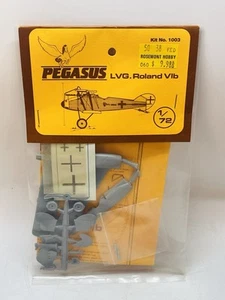 Kit No. 1003
ROSEMONT HOBBY
PEGASUS
LVG. Roland VIb
1/72